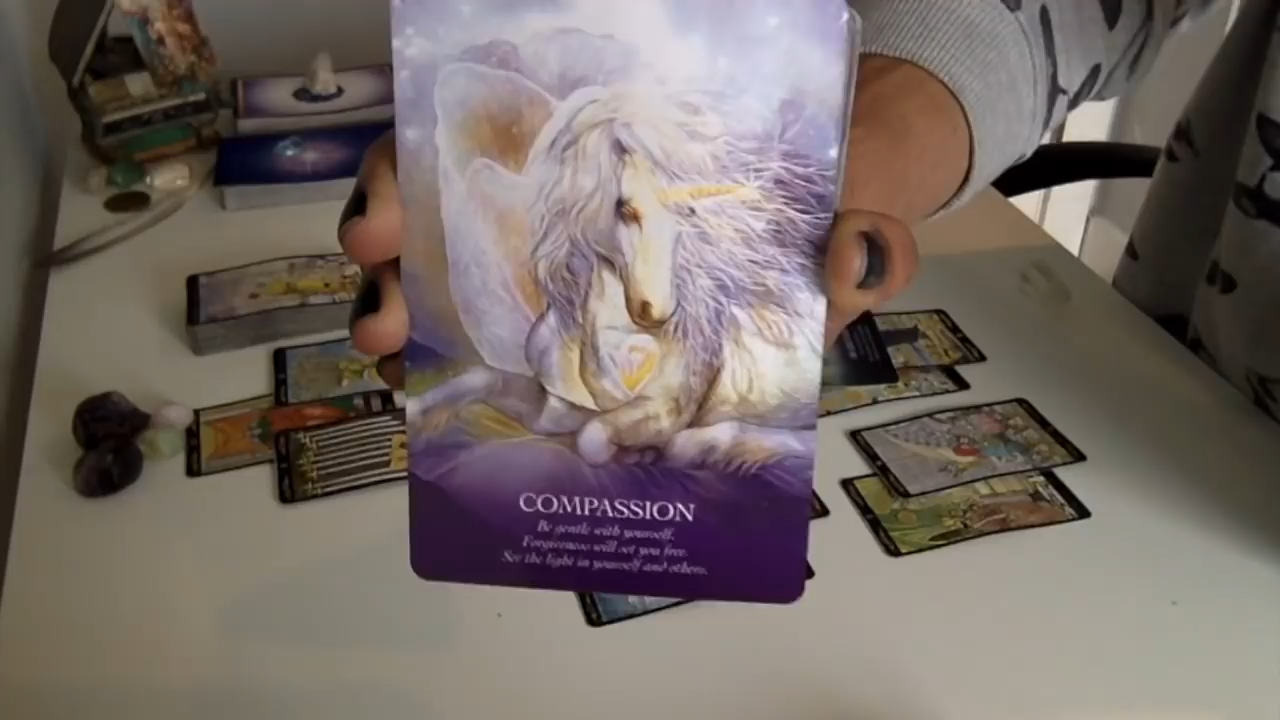 COMPASSION
Be gentle with yourself.
Forgiveness will set you free.
See the light in yourself and others.